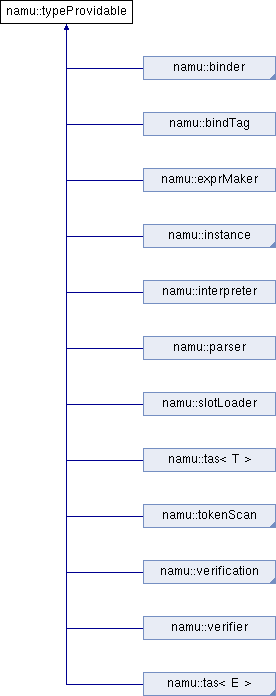 namu::typeProvidable
namu::binder
namu::bindTag
namu::exprMaker
namu::instance
namu::interpreter
namu::parser
namu::slotLoader
namu::tas< T >
namu::tokenScan
namu::verification
namu::verifier
namu::tas< E >